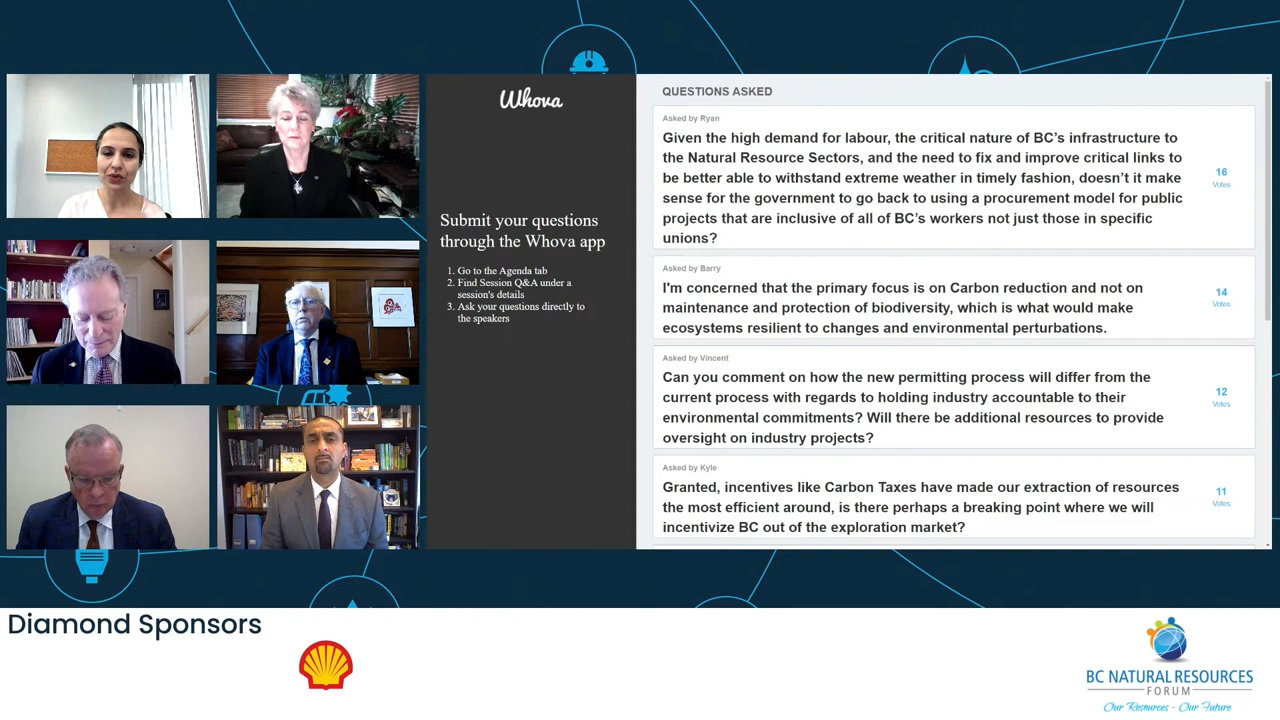 Whova
Submit your questions
through the Whova app
1. Go to the Agenda tab
2. Find Session Q&A under a
session's details
3. Ask your questions directly to
the speakers
QUESTIONS ASKED
Asked by Ryan
Given the high demand for labour, the critical nature of BC’s infrastructure to
the Natural Resource Sectors, and the need to fix and improve critical links to
be better able to withstand extreme weather in timely fashion, doesn’t it make
sense for the government to go back to using a procurement model for public
projects that are inclusive of all of BC’s workers not just those in specific
unions?
16
Votes
Asked by Barry
I'm concerned that the primary focus is on Carbon reduction and not on
maintenance and protection of biodiversity, which is what would make
ecosystems resilient to changes and environmental perturbations.
14
Votes
Asked by Vincent
Can you comment on how the new permitting process will differ from the
current process with regards to holding industry accountable to their
environmental commitments? Will there be additional resources to provide
oversight on industry projects?
12
Votes
Asked by Kyle
Granted, incentives like Carbon Taxes have made our extraction of resources
the most efficient around, is there perhaps a breaking point where we will
incentivize BC out of the exploration market?
11
Votes
Diamond Sponsors
BC NATURAL RESOURCES
FORUM
Our Resources - Our Future